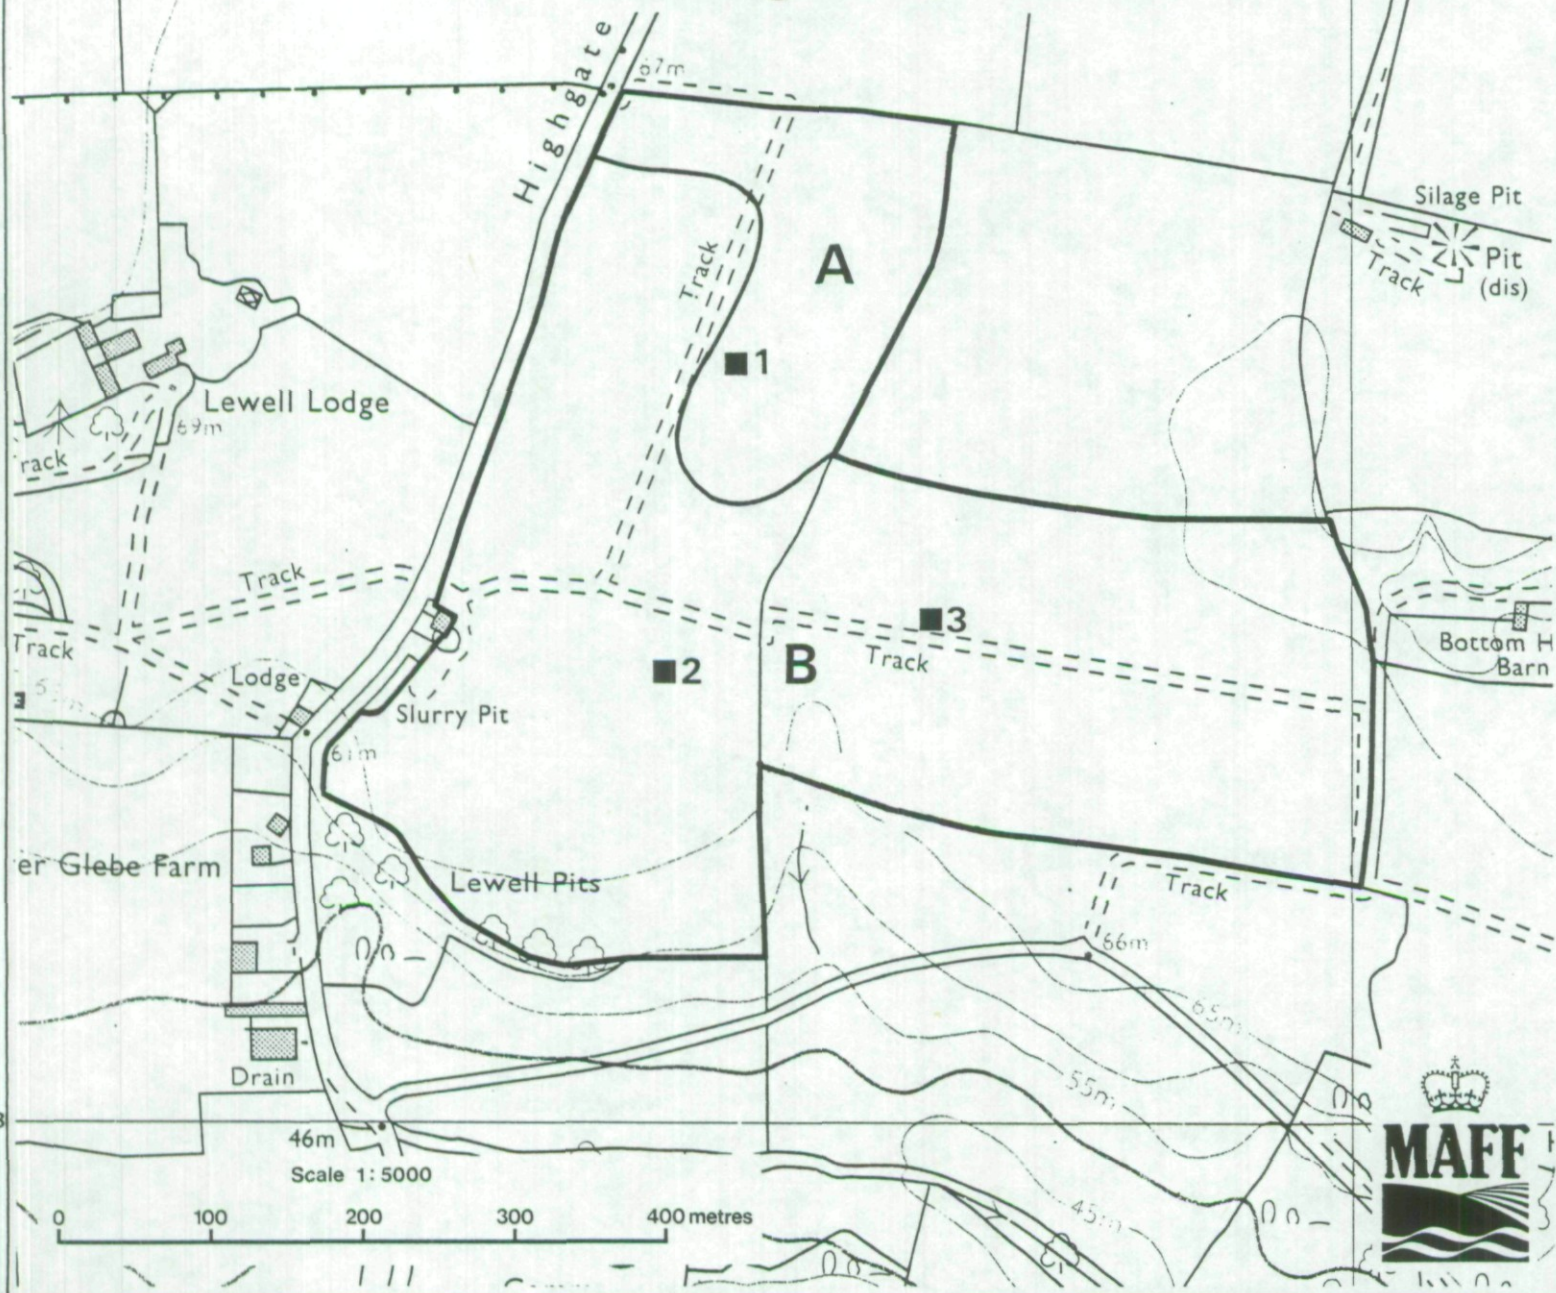 Highgate
67m
Silage Pit
Pit
(dis)
Track
A
Track
1
Lewell Lodge
69m
rack
Track
3
Track
B
Track
2
Bottom H
Barn
Lodge
Slurry Pit
61m
er Glebe Farm
Lewell Pits
Track
66m
65m
Drain
55m
46m
MAFF
Scale 1:5000
45m
0 100 200 300 400 metres